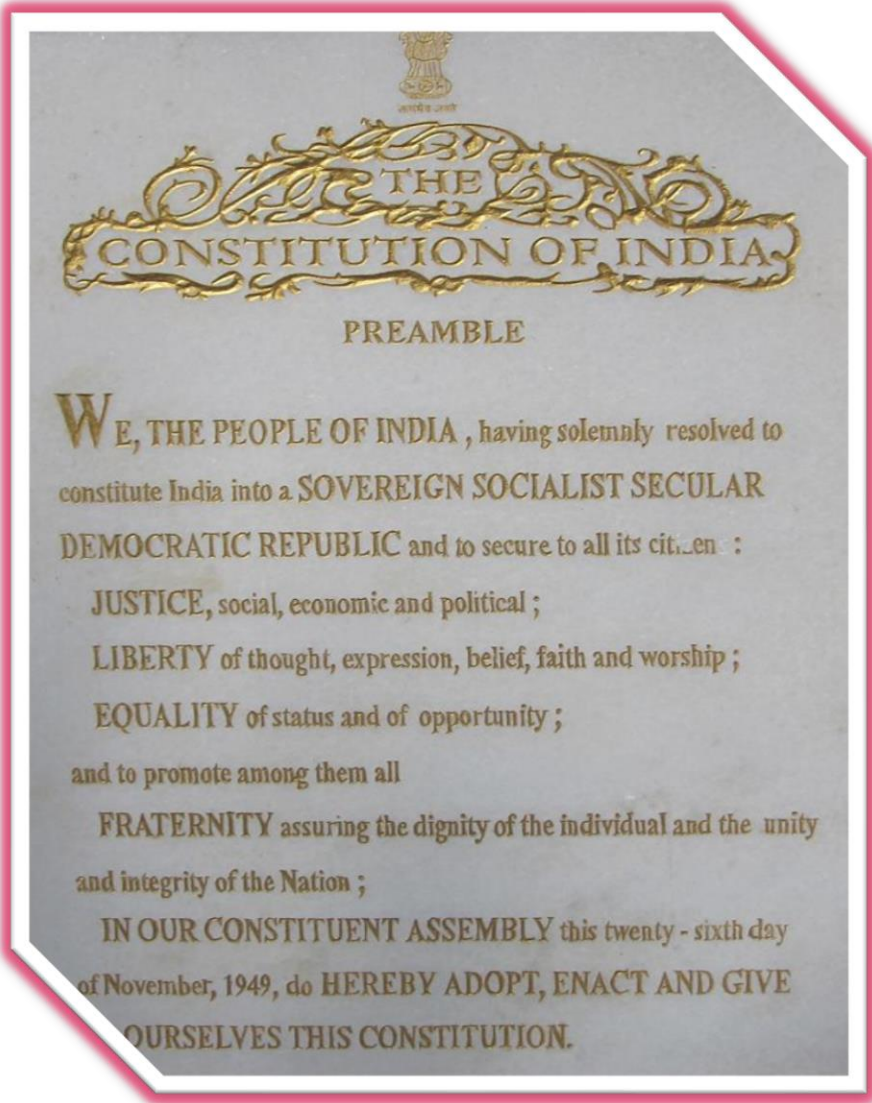 सत्यमेव जयते
THE
CONSTITUTION OF INDIA
PREAMBLE
WE, THE PEOPLE OF INDIA , having solemnly resolved to
constitute India into a SOVEREIGN SOCIALIST SECULAR
DEMOCRATIC REPUBLIC and to secure to all its :
JUSTICE, social, economic and political ;
LIBERTY of thought, expression, belief, faith and worship ;
EQUALITY of status and of opportunity ;
and to promote among them all
FRATERNITY assuring the dignity of the individual and the unity
and integrity of the Nation ;
IN OUR CONSTITUENT ASSEMBLY this twenty - sixth day
of November, 1949, do HEREBY ADOPT, ENACT AND GIVE
OURSELVES THIS CONSTITUTION.